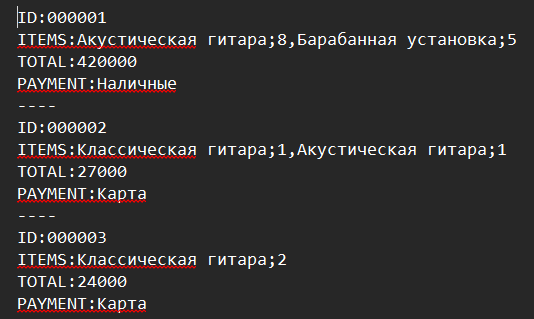 ID:000001
ITEMS:Акустическая гитара;8,Барабанная установка;5
TOTAL:420000
PAYMENT:Наличные
----
ID:000002
ITEMS:Классическая гитара;1,Акустическая гитара;1
TOTAL:27000
PAYMENT:Карта
----
ID:000003
ITEMS:Классическая гитара;2
TOTAL:24000
PAYMENT:Карта